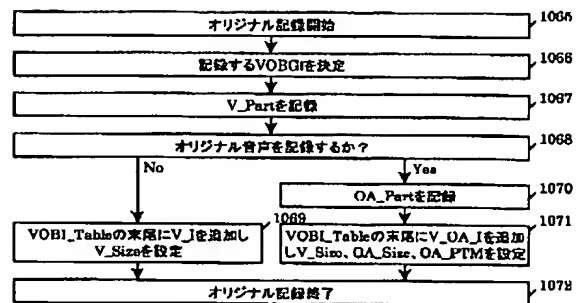 オリジナル記録開始 1065
記録するVOBGIを決定 1066
V_Partを記録 1067
オリジナル音声を記録するか? 1068
No Yes
OA_Partを記録 1070
VOBI_Tableの末尾にV_Iを追加し
V_Sizeを設定 1069
VOBI_Tableの末尾にV_OA_Iを追加
しV_Size、OA_Size、OA_PTMを設定 1071
オリジナル記録終了 1072